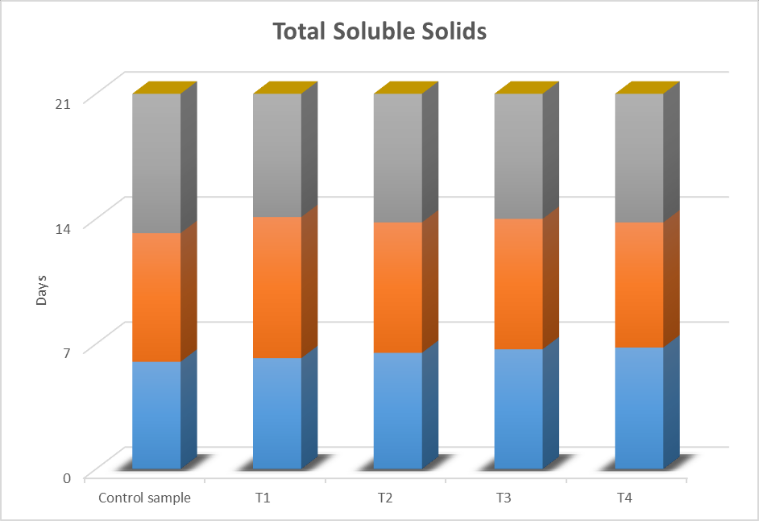 Total Soluble Solids
21
14
7
0
Days
Control sample T1 T2 T3 T4